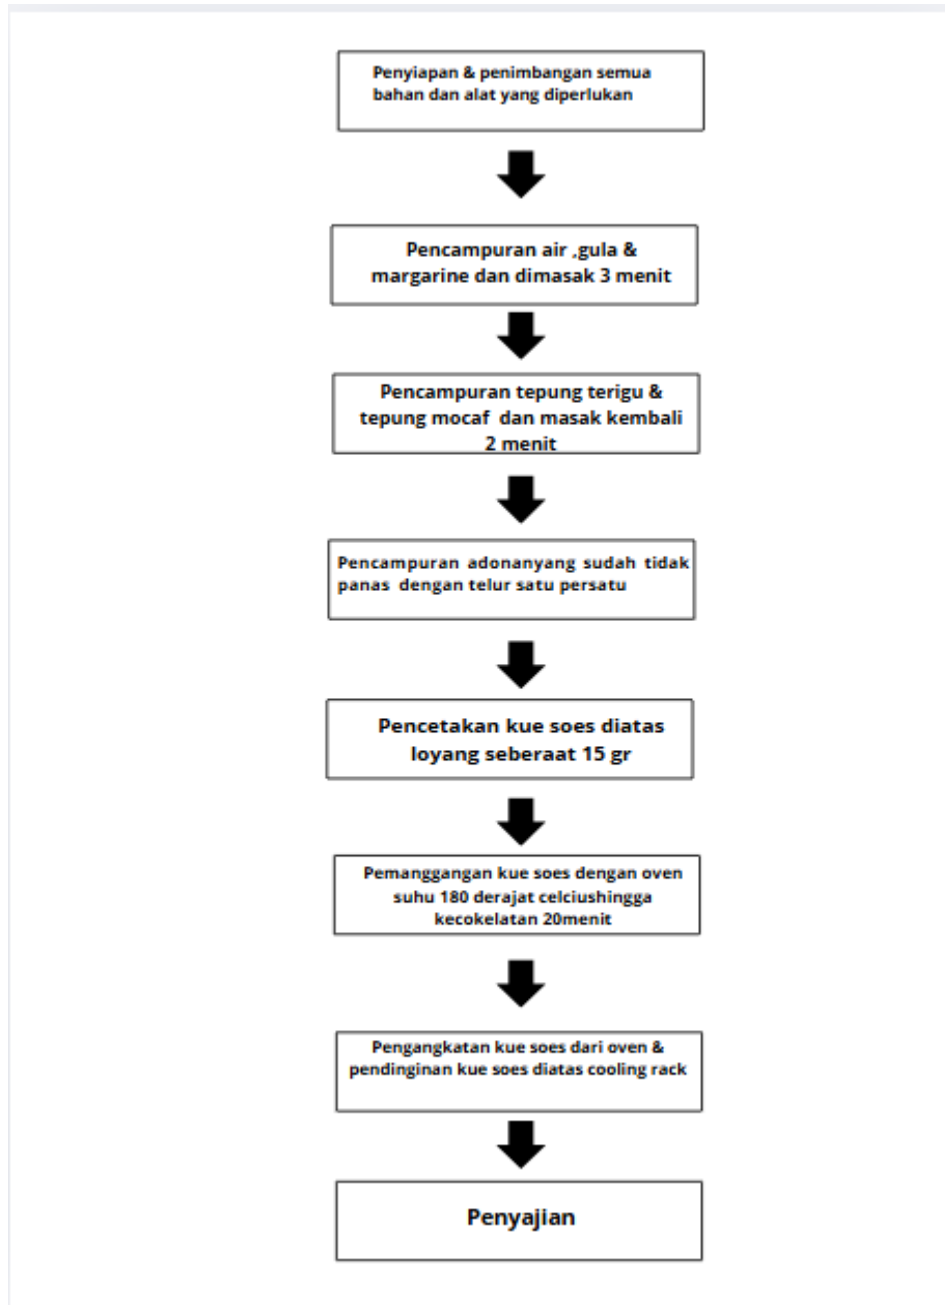 Penyiapan & penimbangan semua
bahan dan alat yang diperlukan
Pencampuran air ,gula &
margarine dan dimasak 3 menit
Pencampuran tepung terigu &
tepung mocaf dan masak kembali
2 menit
Pencampuran adonanyang sudah tidak
panas dengan telur satu persatu
Pencetakan kue soes diatas
loyang seberaat 15 gr
Pemanggangan kue soes dengan oven
suhu 180 derajat celciushingga
kecokelatan 20menit
Pengangkatan kue soes dari oven &
pendinginan kue soes diatas cooling rack
Penyajian